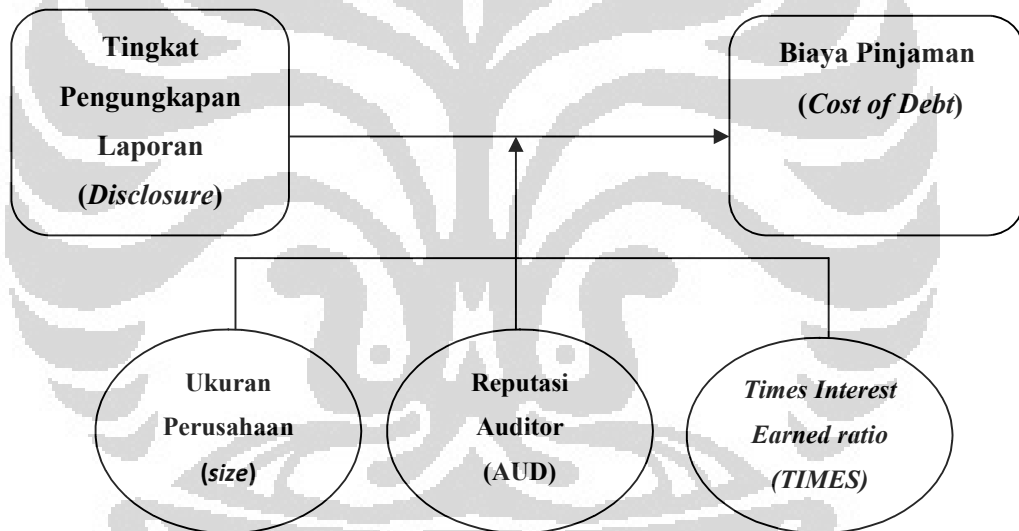 Tingkat
Pengungkapan
Laporan
(Disclosure)
Biaya Pinjaman
(Cost of Debt)
Ukuran
Perusahaan
(size)
Reputasi
Auditor
(AUD)
Times Interest
Earned ratio
(TIMES)